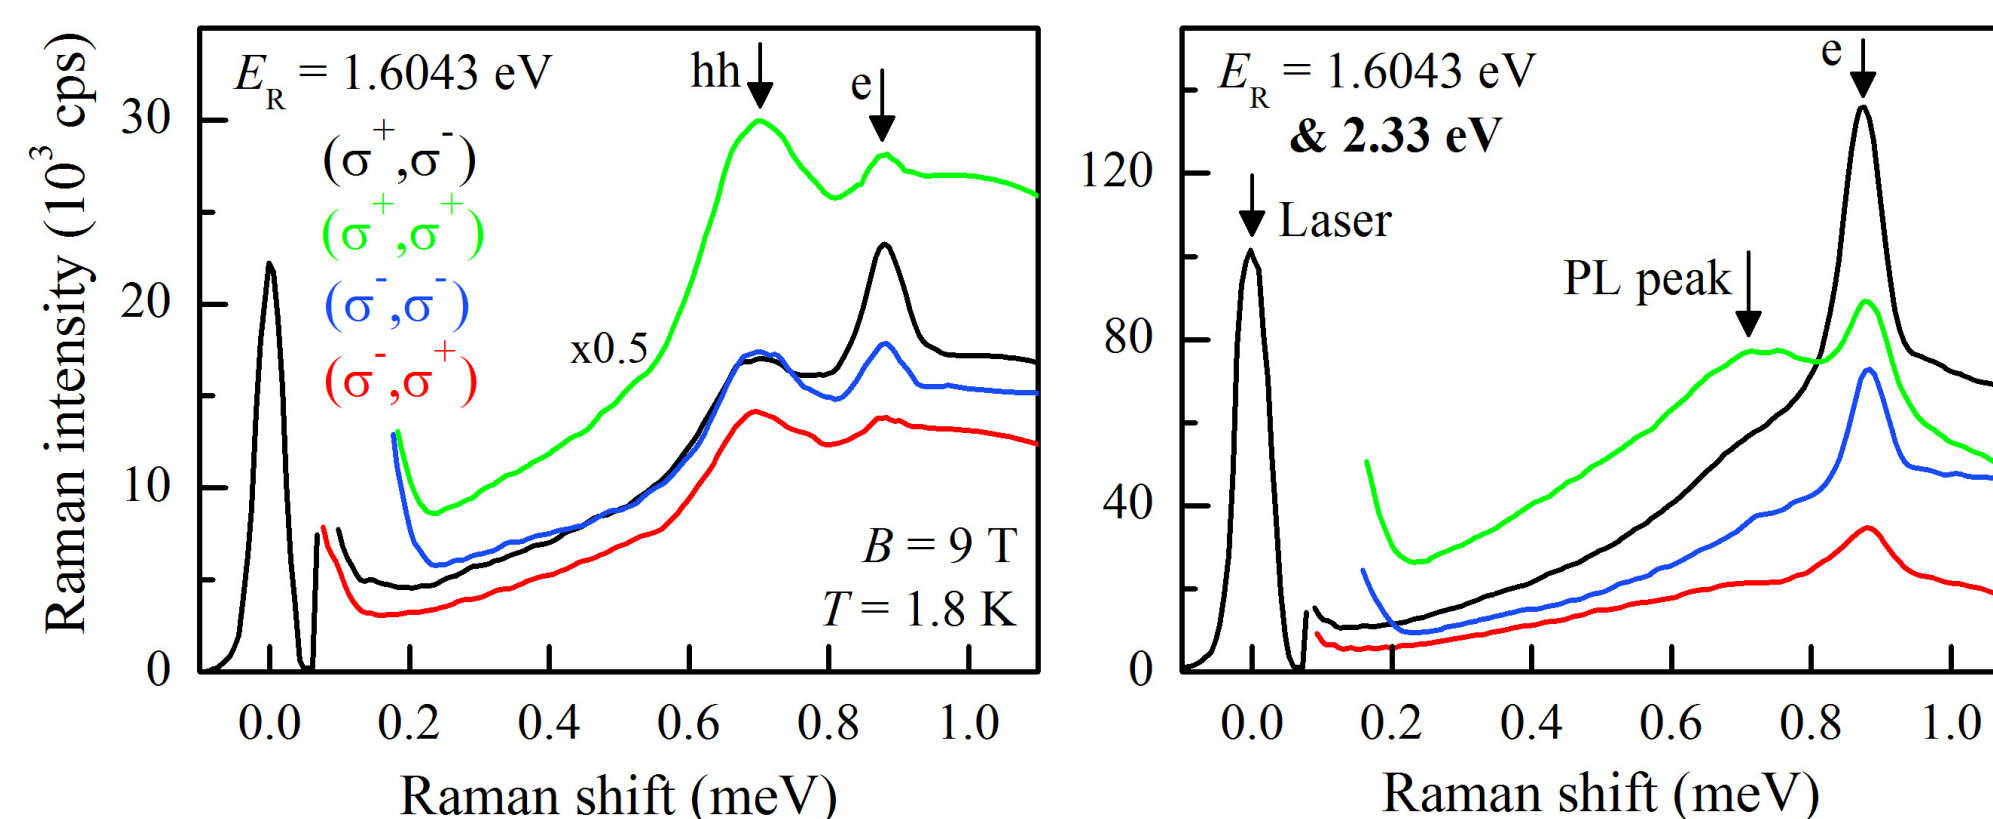 Raman intensity (10³ cps)
30
20
10
0
E_R = 1.6043 eV
(σ⁺,σ⁻)
(σ⁺,σ⁺)
(σ⁻,σ⁻)
(σ⁻,σ⁺)
hh
e
x0.5
B = 9 T
T = 1.8 K
0.0 0.2 0.4 0.6 0.8 1.0
Raman shift (meV)
120
80
40
0
E_R = 1.6043 eV
& 2.33 eV
e
Laser
PL peak
0.0 0.2 0.4 0.6 0.8 1.0
Raman shift (meV)